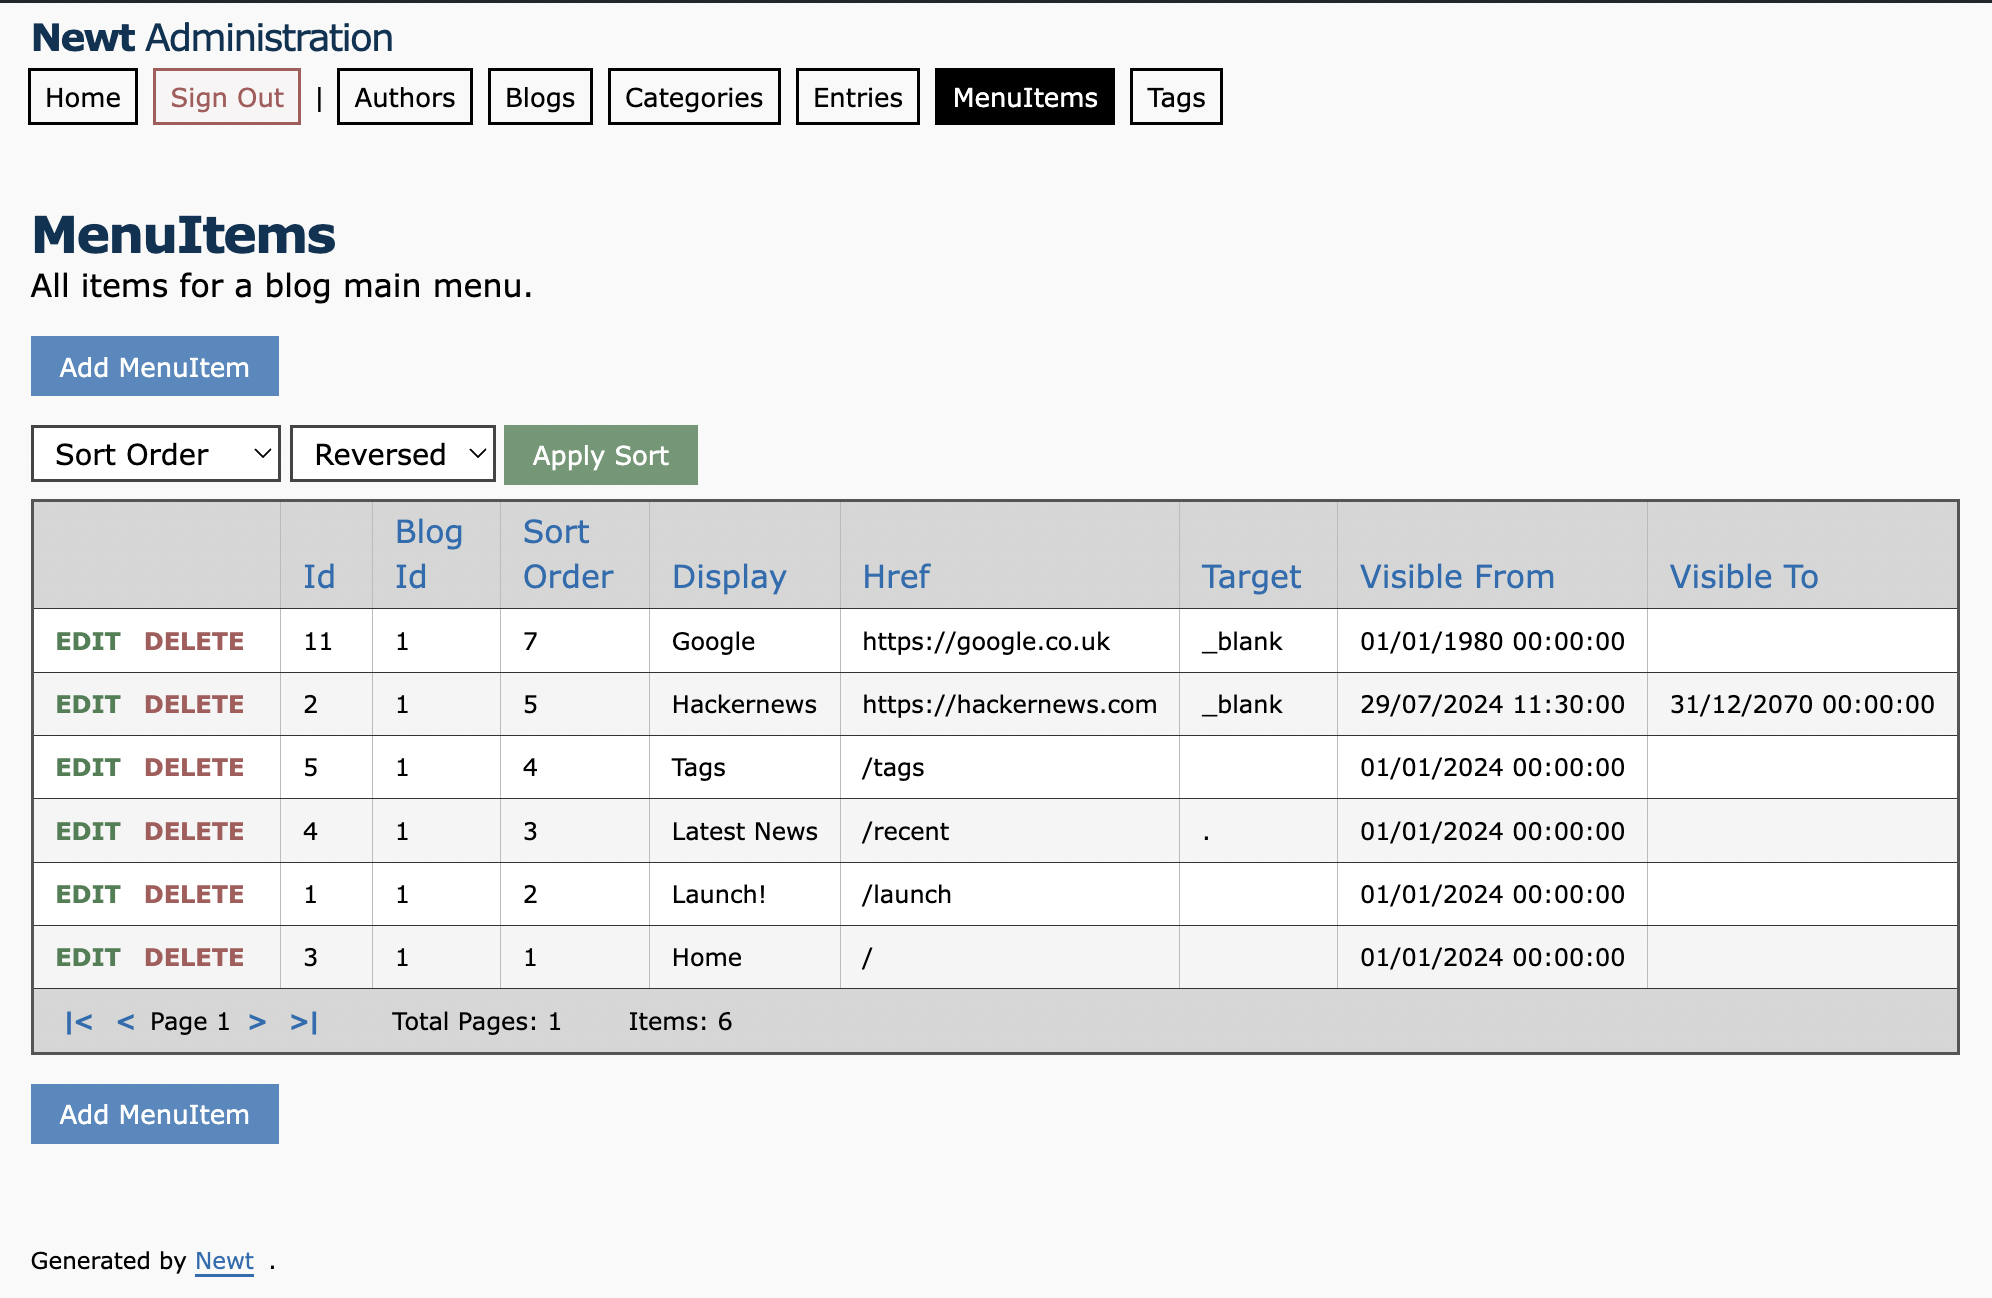 Newt Administration
Home Sign Out | Authors Blogs Categories Entries MenuItems Tags
MenuItems
All items for a blog main menu.
Add MenuItem
Sort Order Reversed Apply Sort
Id Blog Id Sort Order Display Href Target Visible From Visible To
EDIT DELETE 11 1 7 Google https://google.co.uk _blank 01/01/1980 00:00:00
EDIT DELETE 2 1 5 Hackernews https://hackernews.com _blank 29/07/2024 11:30:00 31/12/2070 00:00:00
EDIT DELETE 5 1 4 Tags /tags 01/01/2024 00:00:00
EDIT DELETE 4 1 3 Latest News /recent . 01/01/2024 00:00:00
EDIT DELETE 1 1 2 Launch! /launch 01/01/2024 00:00:00
EDIT DELETE 3 1 1 Home / 01/01/2024 00:00:00
|< < Page 1 > >| Total Pages: 1 Items: 6
Add MenuItem
Generated by Newt .